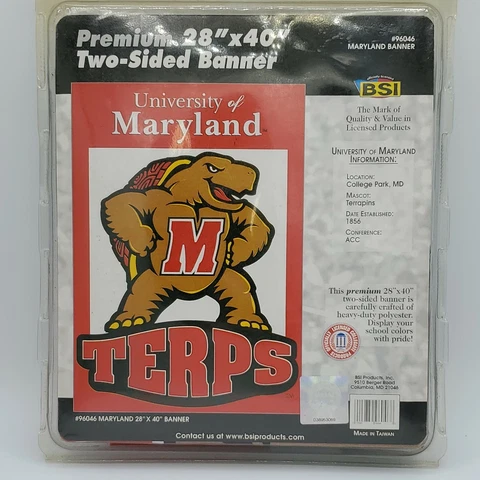 Premium 28"x40"
Two-Sided Banner
#96046
MARYLAND BANNER
BSI
The Mark of
Quality & Value in
Licensed Products
University of
Maryland
UNIVERSITY OF MARYLAND
INFORMATION:
LOCATION:
College Park, MD
MASCOT:
Terrapins
DATE ESTABLISHED:
1856
CONFERENCE:
ACC
M
TERPS
This premium 28"x40"
two-sided banner is
carefully crafted of
heavy-duty polyester.
Display your
school colors
with pride!
BSI Products, Inc.
9510 Berger Road
Columbia, MD 21046
#96046 MARYLAND 28" X 40" BANNER
MADE IN TAIWAN
Contact us at www.bsiproducts.com